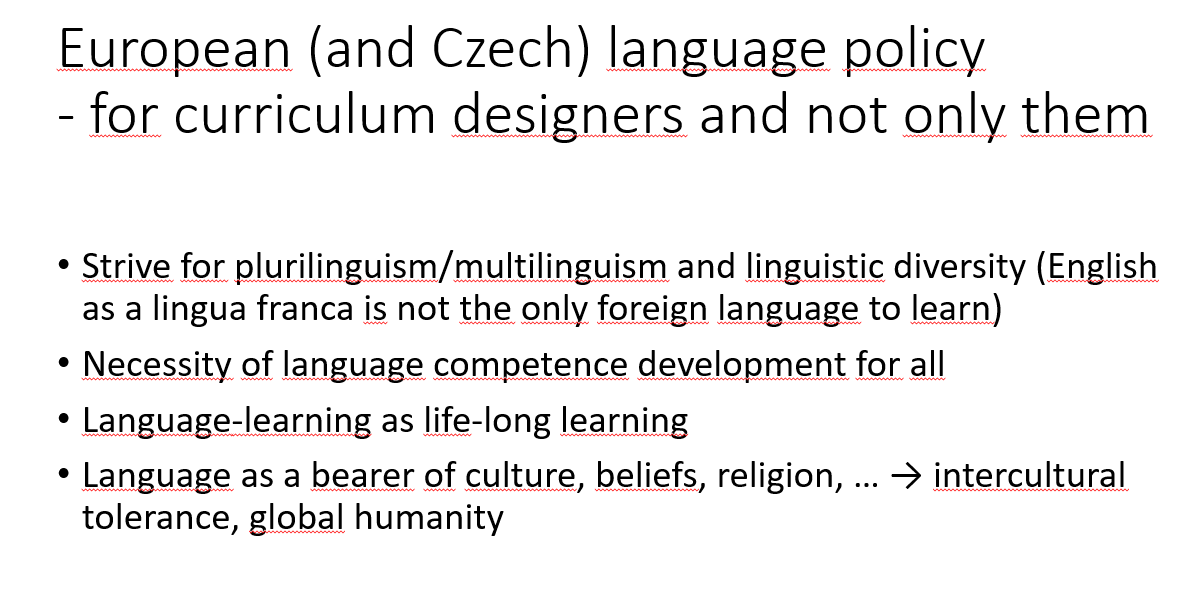 European (and Czech) language policy
- for curriculum designers and not only them
• Strive for plurilinguism/multilinguism and linguistic diversity (English
as a lingua franca is not the only foreign language to learn)
• Necessity of language competence development for all
• Language-learning as life-long learning
• Language as a bearer of culture, beliefs, religion, ... → intercultural
tolerance, global humanity